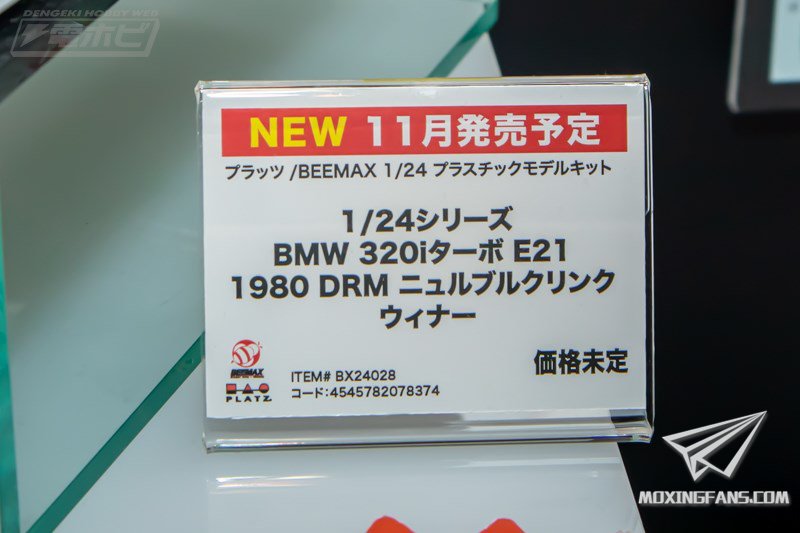 DENGEKI HOBBY WEB
電ホビ
NEW 11月発売予定
プラッツ /BEEMAX 1/24 プラスチックモデルキット
1/24シリーズ
BMW 320iターボ E21
1980 DRM ニュルブルクリンク
ウィナー
価格未定
BEEMAX
PLATZ
ITEM# BX24028
コード:4545782078374
MOXINGFANS.COM